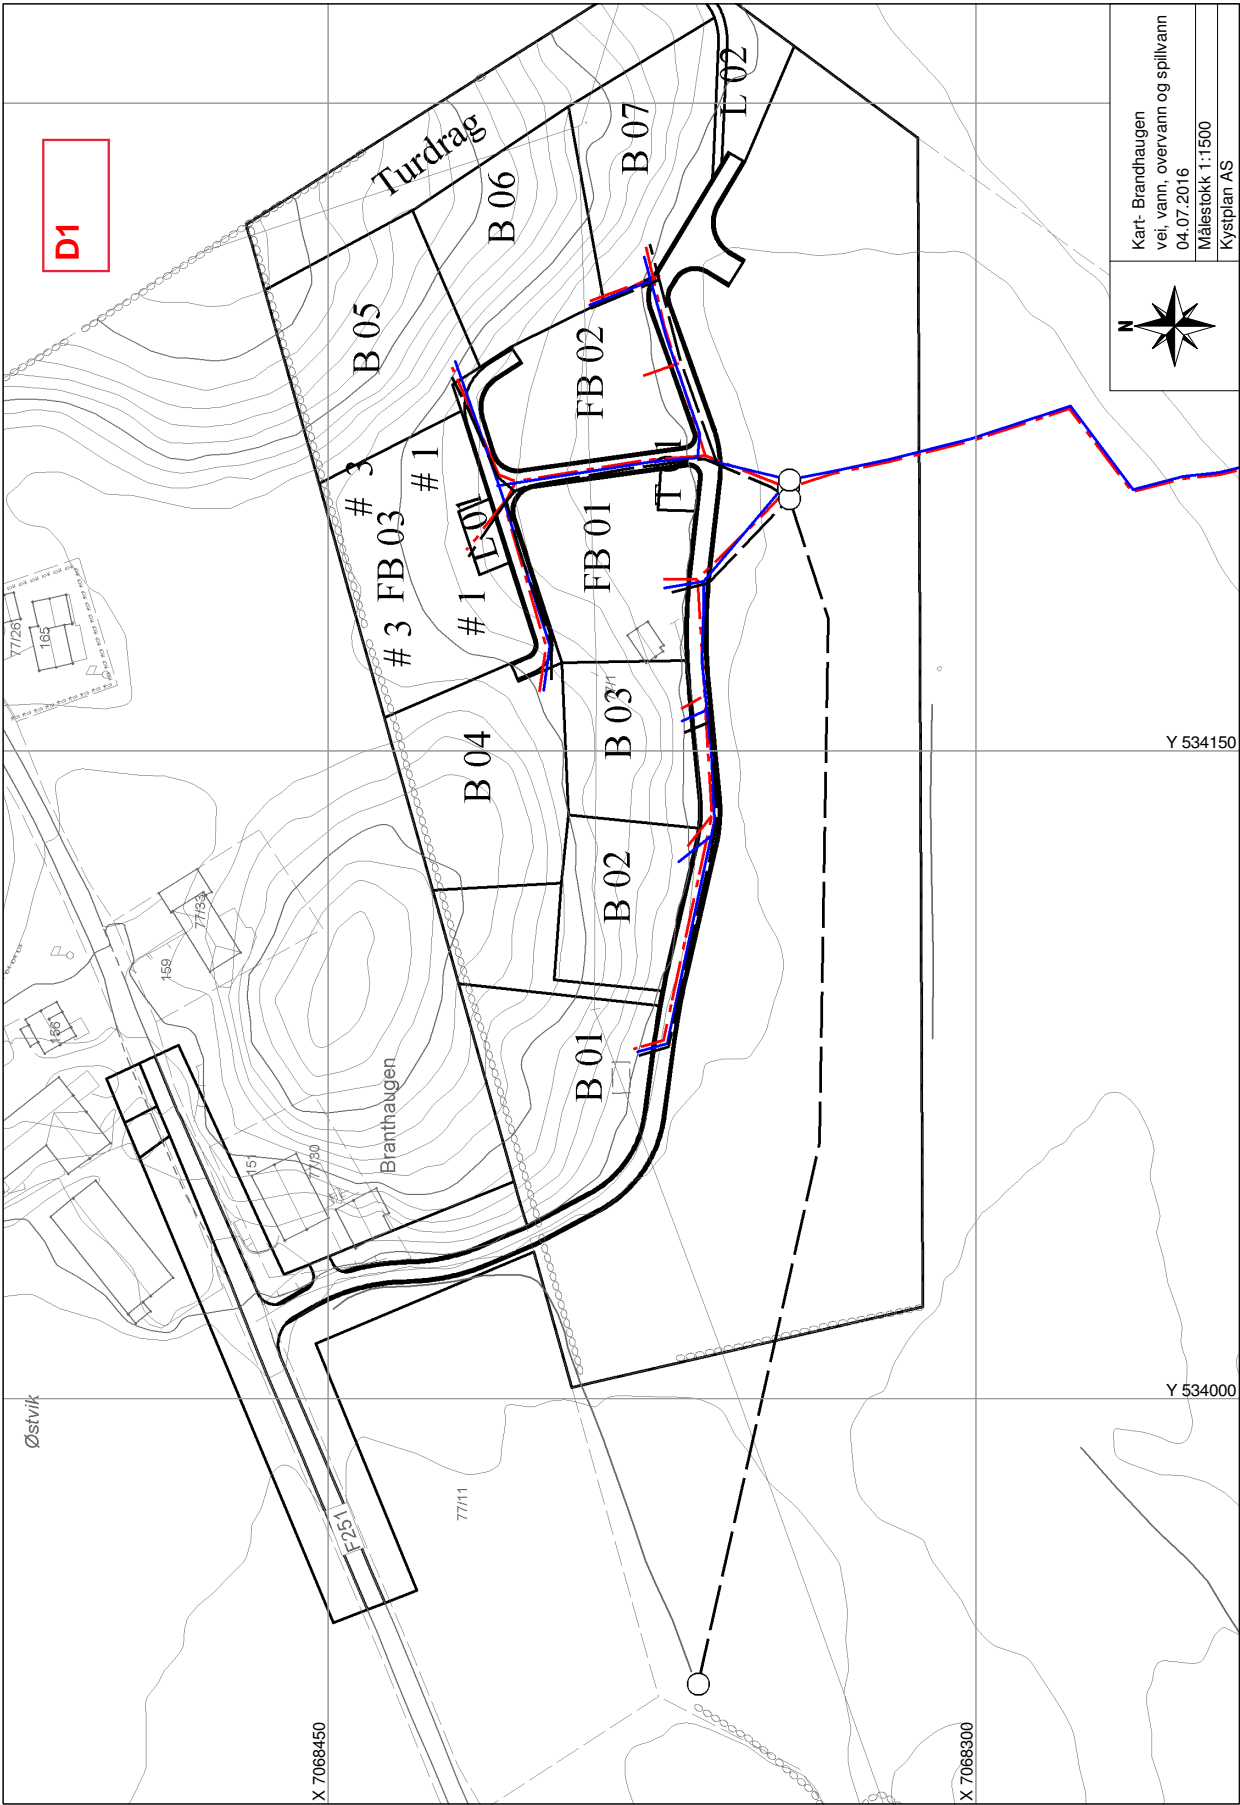 D1
Turdrag
B 05
B 06
B 07
L 02
# 3
FB 03
# 1
L 01
# 3
# 1
FB 02
FB 01
B 04
B 03
B 02
B 01
77/26
165
77/33
159
156
151
77/30
Branthaugen
Østvik
F251
77/11
Y 534150
Y 534000
X 7068450
X 7068300
N
Kart- Brandhaugen
vei, vann, overvann og spillvann
04.07.2016
Målestokk 1:1500
Kystplan AS